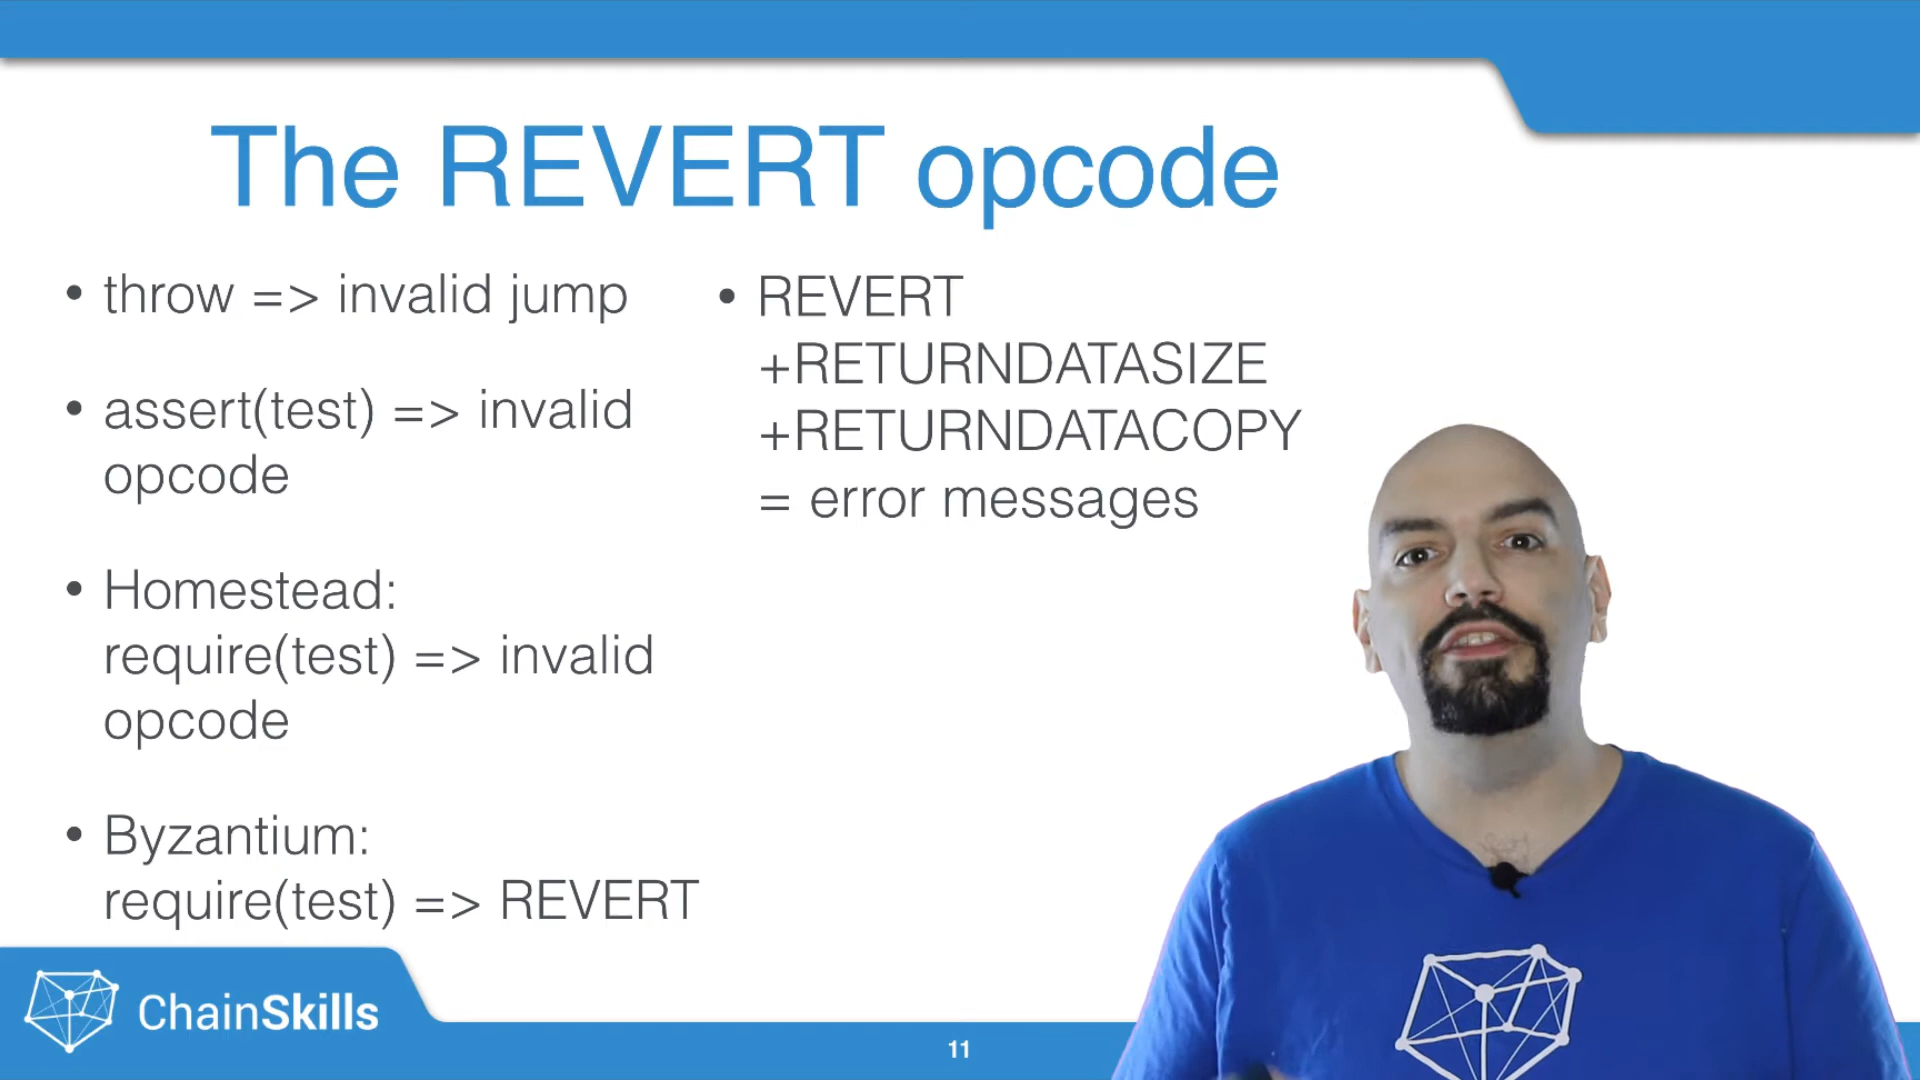 The REVERT opcode
• throw => invalid jump
• assert(test) => invalid
opcode
• Homestead:
require(test) => invalid
opcode
• Byzantium:
require(test) => REVERT
• REVERT
+RETURNDATASIZE
+RETURNDATACOPY
= error messages
ChainSkills
11